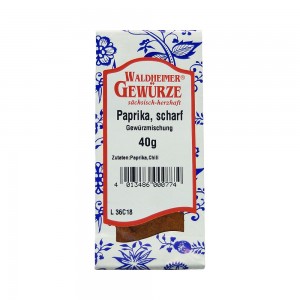 WALDHEIMER®
GEWÜRZE
sächsisch-herzhaft
Paprika, scharf
Gewürzmischung
40g
Zutaten:Paprika,Chili
4 013486 000774
L 36C18